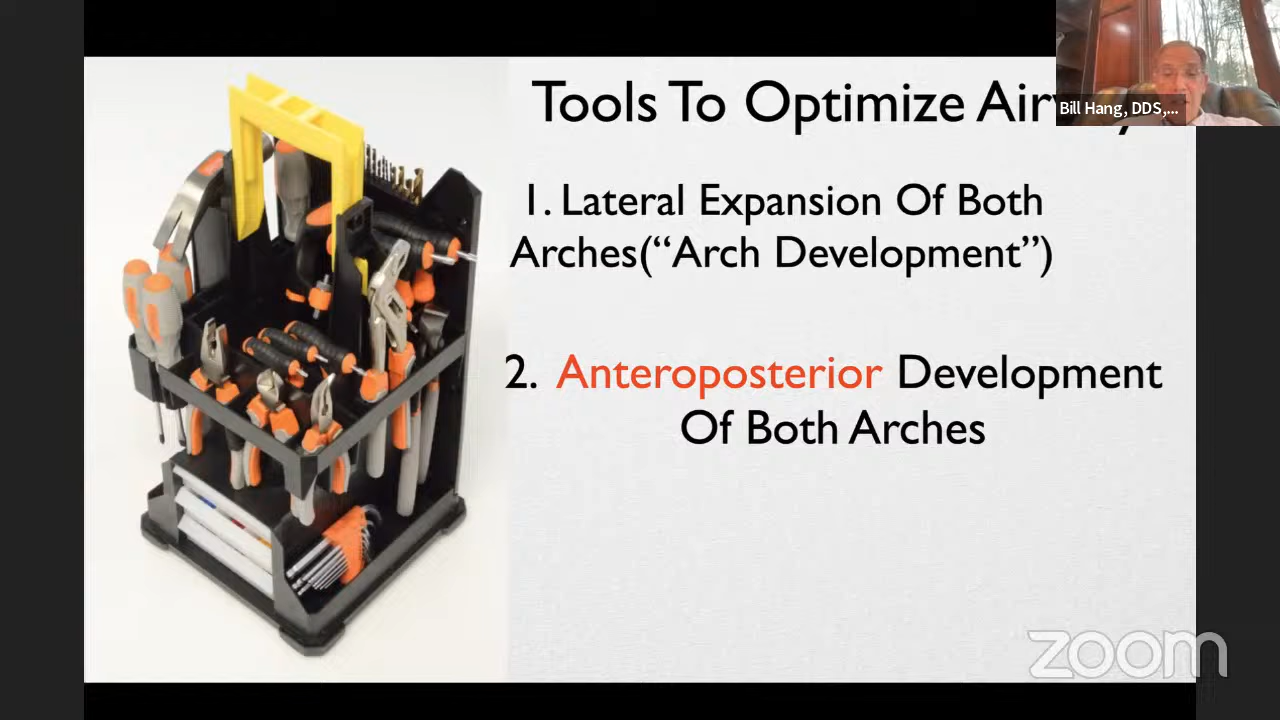 Tools To Optimize
Bill Hang, DDS,...
1. Lateral Expansion Of Both
Arches(“Arch Development”)
2. Anteroposterior Development
Of Both Arches
zoom